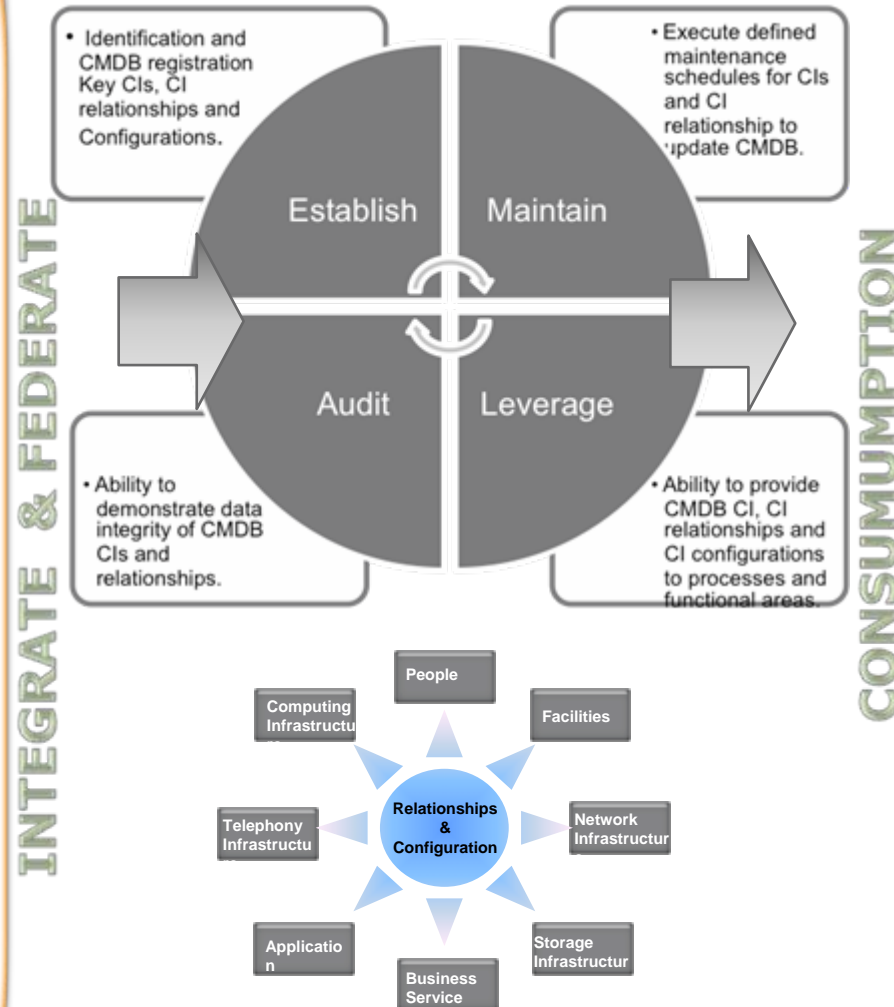 • Identification and
CMDB registration
Key CIs, CI
relationships and
Configurations.
• Execute defined
maintenance
schedules for CIs
and CI
relationship to
update CMDB.
Establish
Maintain
Audit
Leverage
• Ability to
demonstrate data
integrity of CMDB
CIs and
relationships.
• Ability to provide
CMDB CI, CI
relationships and
CI configurations
to processes and
functional areas.
INTEGRATE & FEDERATE
CONSUMUMPTION
People
Computing
Infrastructu
Facilities
Relationships
&
Configuration
Telephony
Infrastructu
Network
Infrastructur
Applicatio
n
Storage
Infrastructur
Business
Service